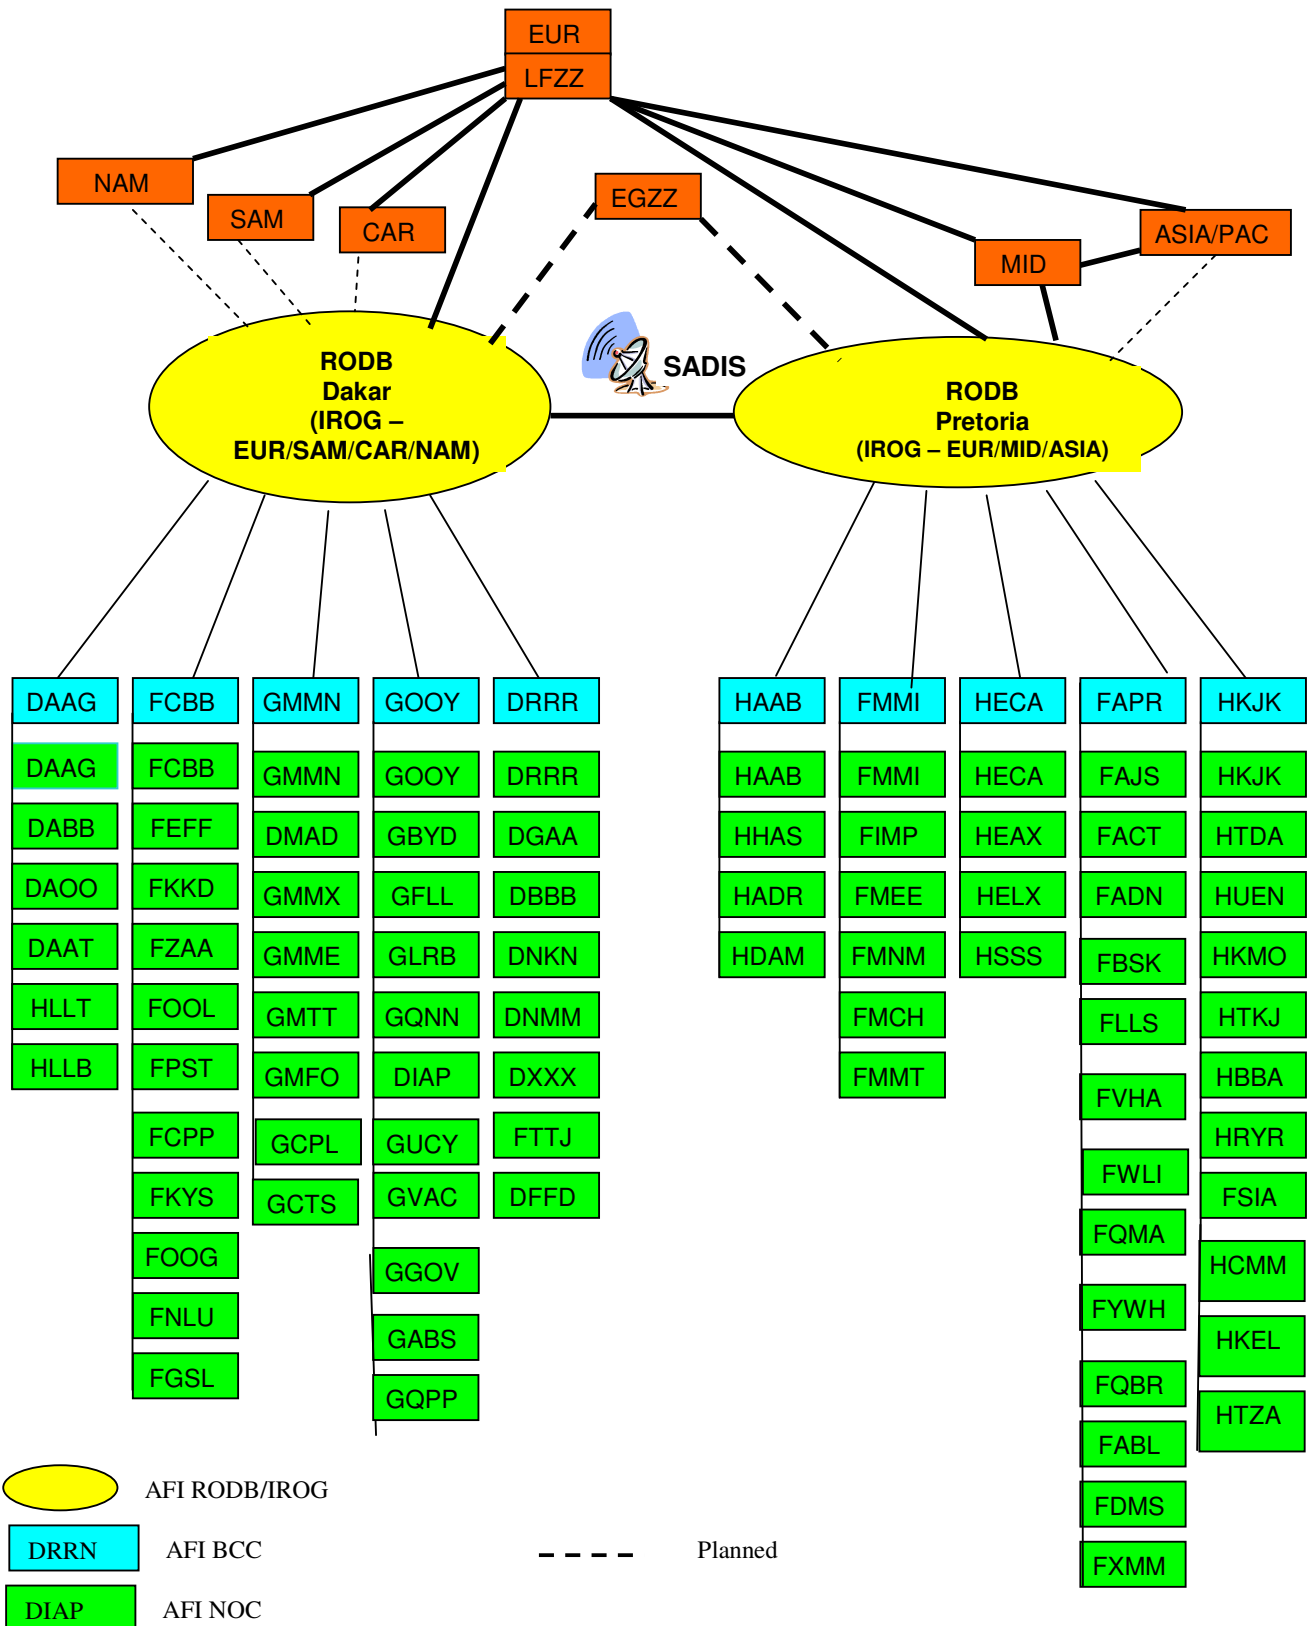 EUR
LFZZ
NAM
SAM
CAR
EGZZ
MID
ASIA/PAC
SADIS
RODB
Dakar
(IROG –
EUR/SAM/CAR/NAM)
RODB
Pretoria
(IROG – EUR/MID/ASIA)
DAAG
DAAG
DABB
DAOO
DAAT
HLLT
HLLB
FCBB
FCBB
FEFF
FKKD
FZAA
FOOL
FPST
FCPP
FKYS
FOOG
FNLU
FGSL
GMMN
GMMN
DMAD
GMMX
GMME
GMTT
GMFO
GCPL
GCTS
GOOY
GOOY
GBYD
GFLL
GLRB
GQNN
DIAP
GUCY
GVAC
GGOV
GABS
GQPP
DRRR
DRRR
DGAA
DBBB
DNKN
DNMM
DXXX
FTTJ
DFFD
HAAB
HAAB
HHAS
HADR
HDAM
FMMI
FMMI
FIMP
FMEE
FMNM
FMCH
FMMT
HECA
HECA
HEAX
HELX
HSSS
FAPR
FAJS
FACT
FADN
FBSK
FLLS
FVHA
FWLI
FQMA
FYWH
FQBR
FABL
FDMS
FXMM
HKJK
HKJK
HTDA
HUEN
HKMO
HTKJ
HBBA
HRYR
FSIA
HCMM
HKEL
HTZA
AFI RODB/IROG
DRRN AFI BCC
Planned
DIAP AFI NOC